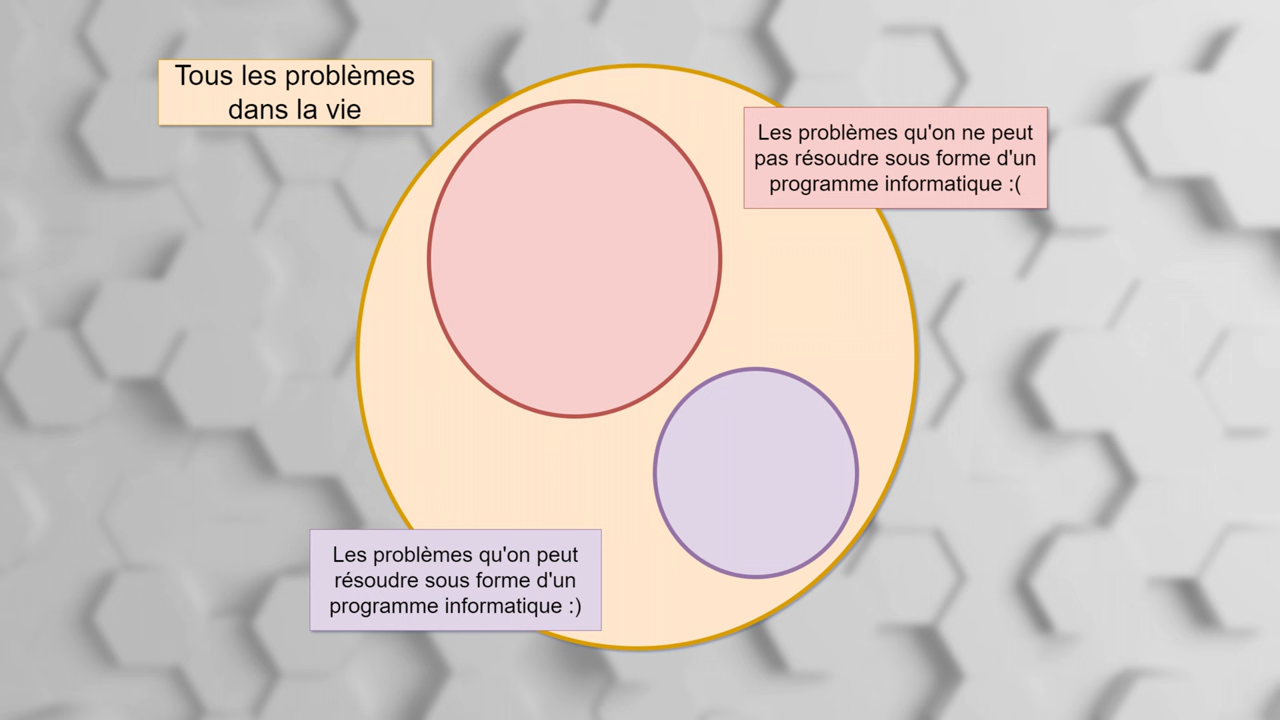 Tous les problèmes
dans la vie
Les problèmes qu'on ne peut
pas résoudre sous forme d'un
programme informatique :(
Les problèmes qu'on peut
résoudre sous forme d'un
programme informatique :)